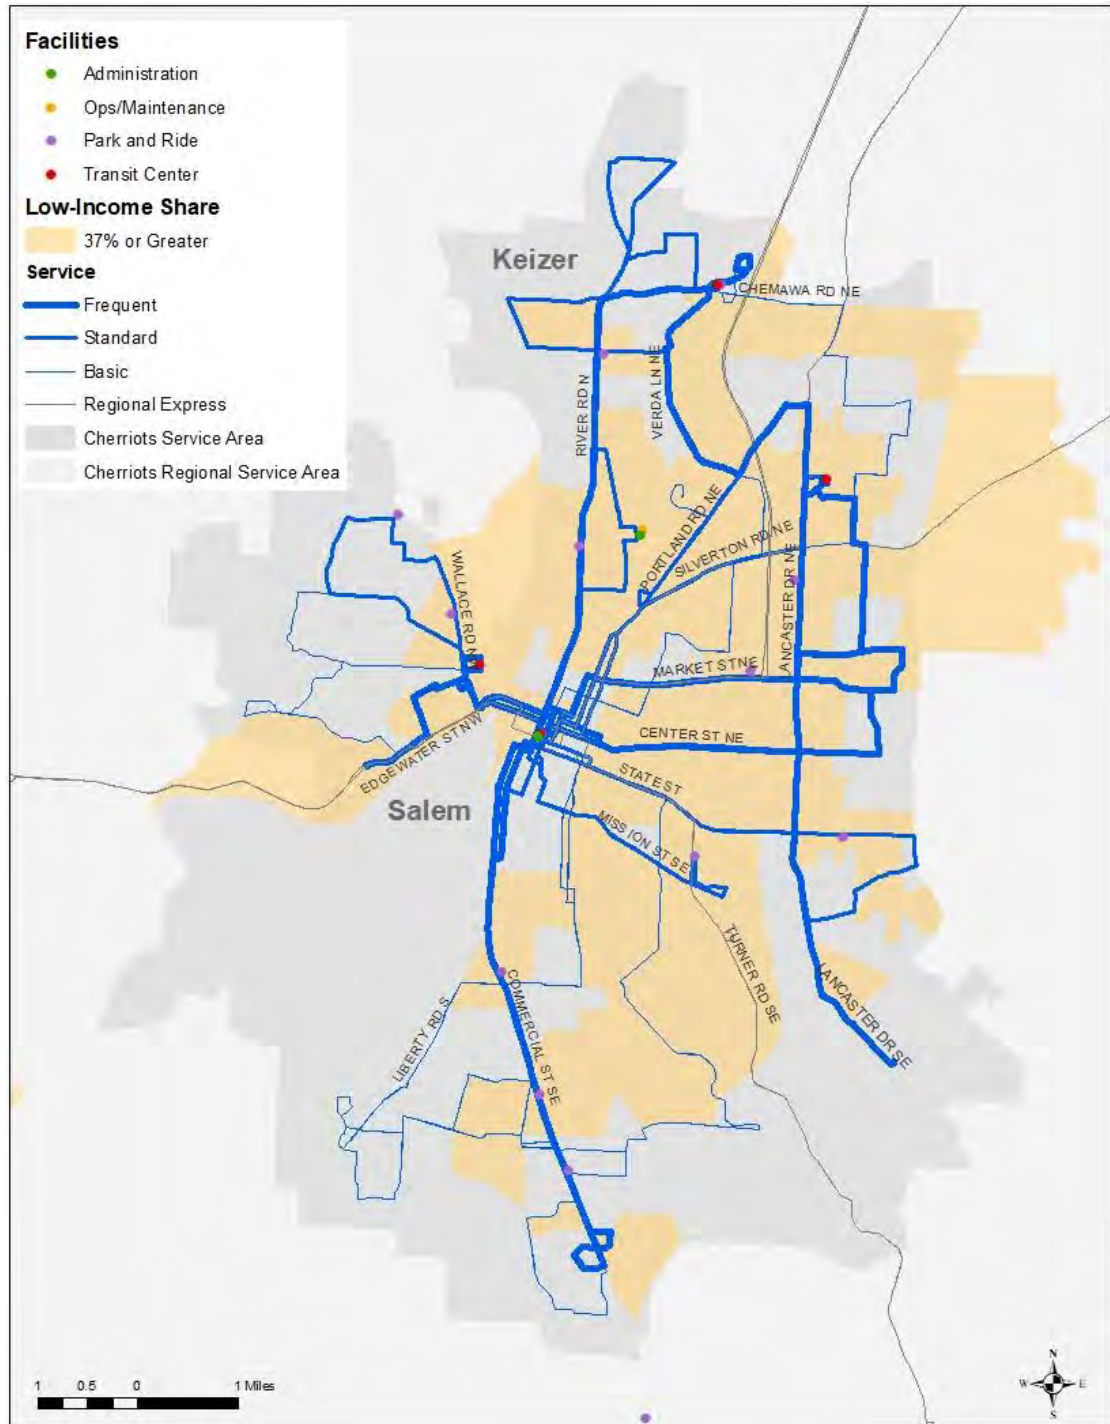 Facilities
Administration
Ops/Maintenance
Park and Ride
Transit Center
Low-Income Share
37% or Greater
Service
Frequent
Standard
Basic
Regional Express
Cherriots Service Area
Cherriots Regional Service Area
Keizer
CHEMAWA RD NE
RIVER RD N
VERDA LN NE
PORTLAND RD NE
SILVERTON RD NE
WALLACE RD NW
LANCASTER DR NE
MARKET ST NE
CENTER ST NE
EDGEWATER ST NW
STATE ST
Salem
MISSION ST SE
TURNER RD SE
LANCASTER DR SE
LIBERTY RD S
COMMERCIAL ST SE
1 0.5 0 1 Miles
N
W E
S